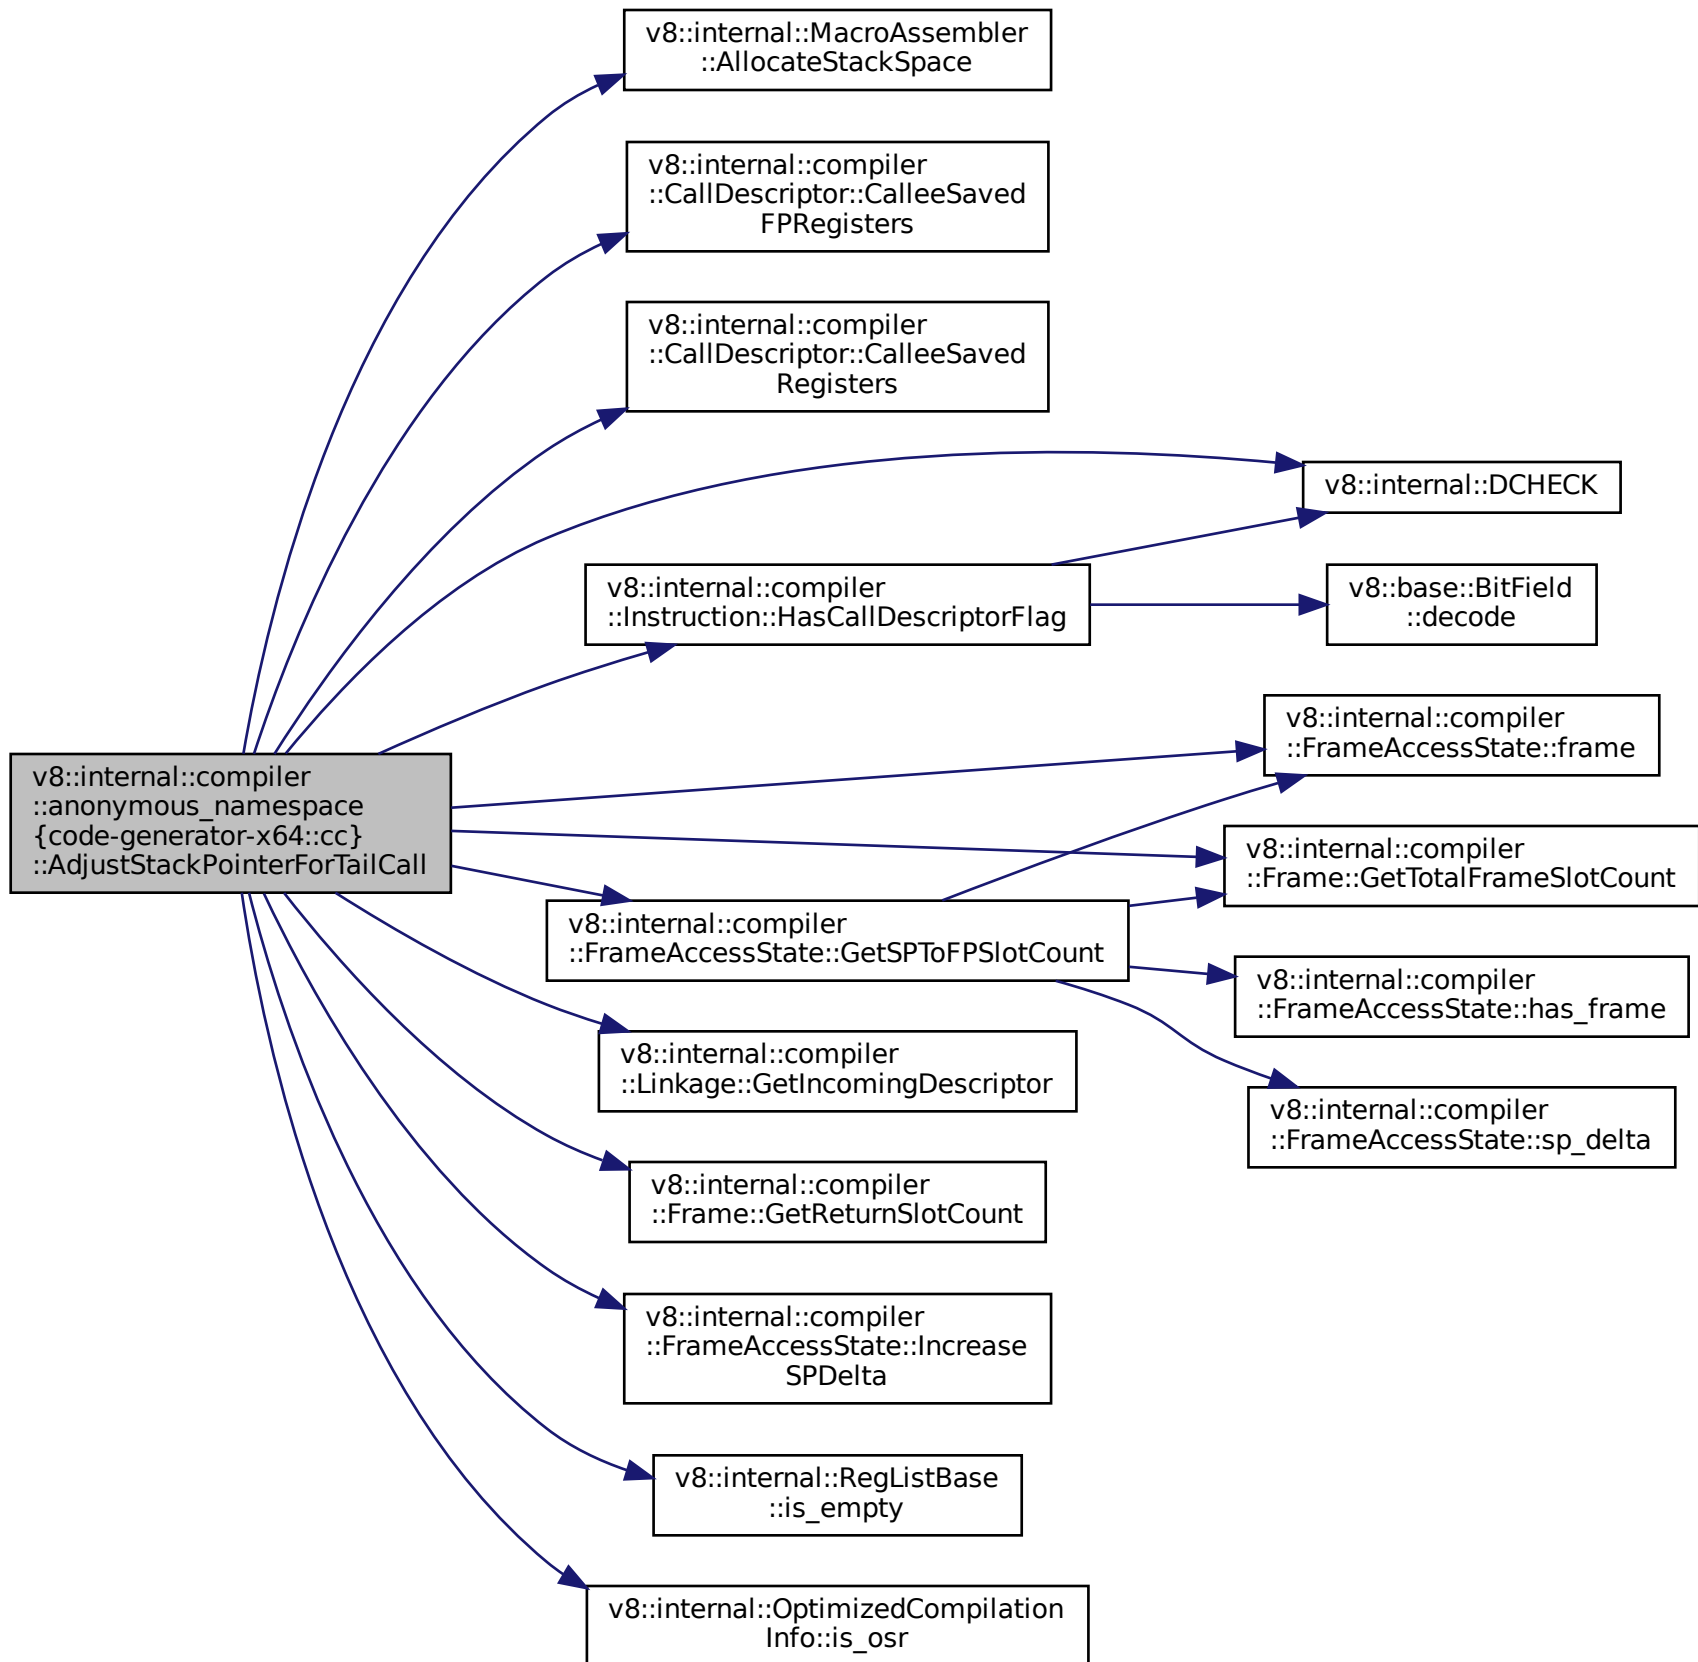 v8::internal::MacroAssembler
::AllocateStackSpace
v8::internal::compiler
::CallDescriptor::CalleeSaved
FPRegisters
v8::internal::compiler
::CallDescriptor::CalleeSaved
Registers
v8::internal::DCHECK
v8::internal::compiler
::Instruction::HasCallDescriptorFlag
v8::base::BitField
::decode
v8::internal::compiler
::FrameAccessState::frame
v8::internal::compiler
::anonymous_namespace
{code-generator-x64::cc}
::AdjustStackPointerForTailCall
v8::internal::compiler
::Frame::GetTotalFrameSlotCount
v8::internal::compiler
::FrameAccessState::GetSPToFPSlotCount
v8::internal::compiler
::FrameAccessState::has_frame
v8::internal::compiler
::Linkage::GetIncomingDescriptor
v8::internal::compiler
::FrameAccessState::sp_delta
v8::internal::compiler
::Frame::GetReturnSlotCount
v8::internal::compiler
::FrameAccessState::Increase
SPDelta
v8::internal::RegListBase
::is_empty
v8::internal::OptimizedCompilation
Info::is_osr